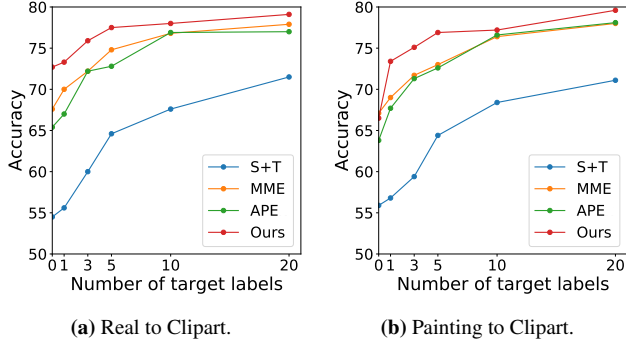 80
75
70
65
60
55
50
Accuracy
0 1 3 5 10 20
Number of target labels
S+T
MME
APE
Ours
(a) Real to Clipart.
80
75
70
65
60
55
50
Accuracy
0 1 3 5 10 20
Number of target labels
S+T
MME
APE
Ours
(b) Painting to Clipart.